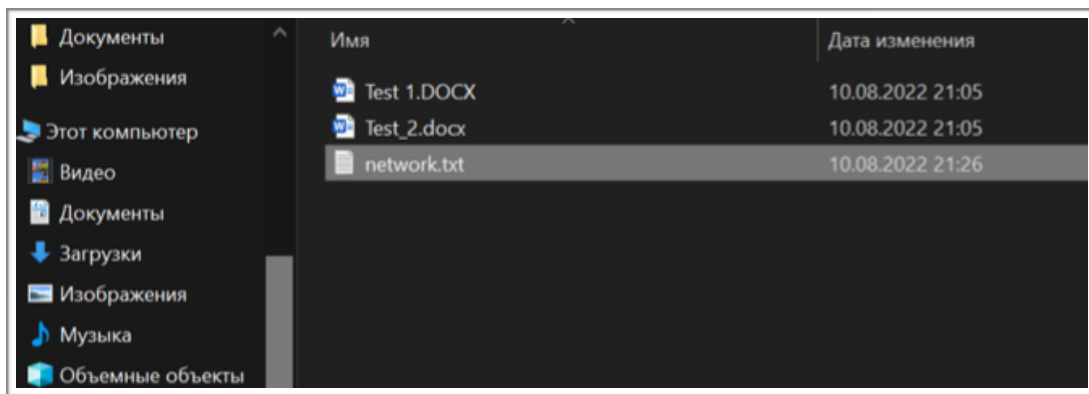 Документы
Изображения
Этот компьютер
Видео
Документы
Загрузки
Изображения
Музыка
Объемные объекты
Имя Дата изменения
Test 1.DOCX 10.08.2022 21:05
Test_2.docx 10.08.2022 21:05
network.txt 10.08.2022 21:26